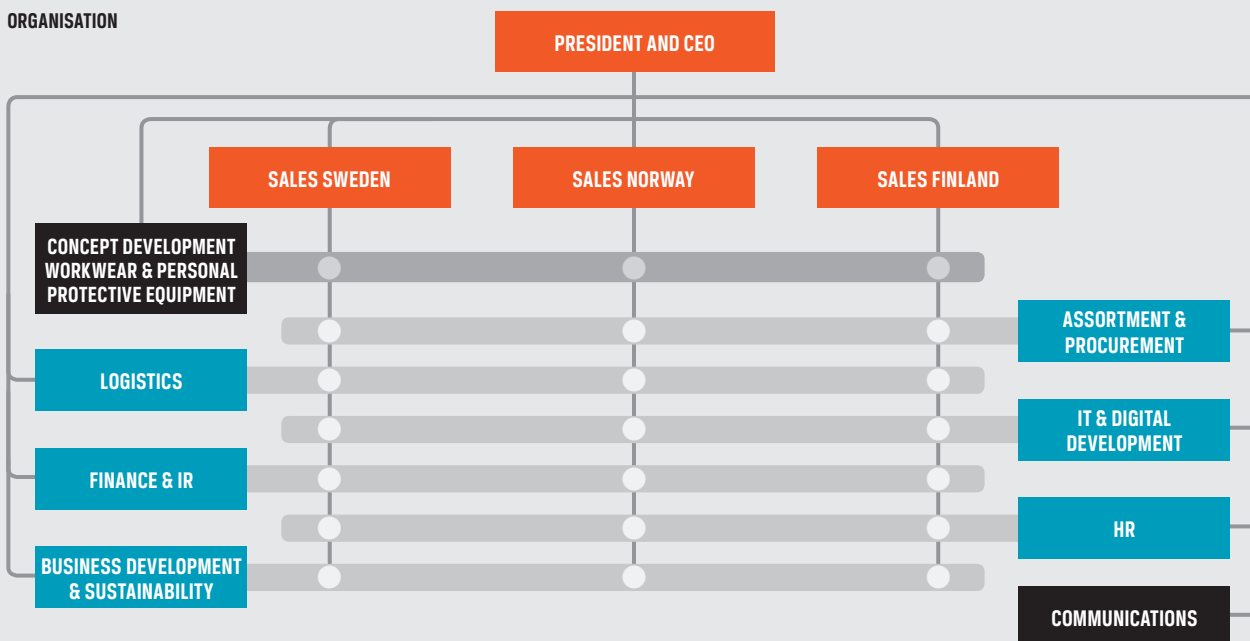 ORGANISATION
PRESIDENT AND CEO
SALES SWEDEN
SALES NORWAY
SALES FINLAND
CONCEPT DEVELOPMENT
WORKWEAR & PERSONAL
PROTECTIVE EQUIPMENT
ASSORTMENT &
PROCUREMENT
LOGISTICS
IT & DIGITAL
DEVELOPMENT
FINANCE & IR
HR
BUSINESS DEVELOPMENT
& SUSTAINABILITY
COMMUNICATIONS